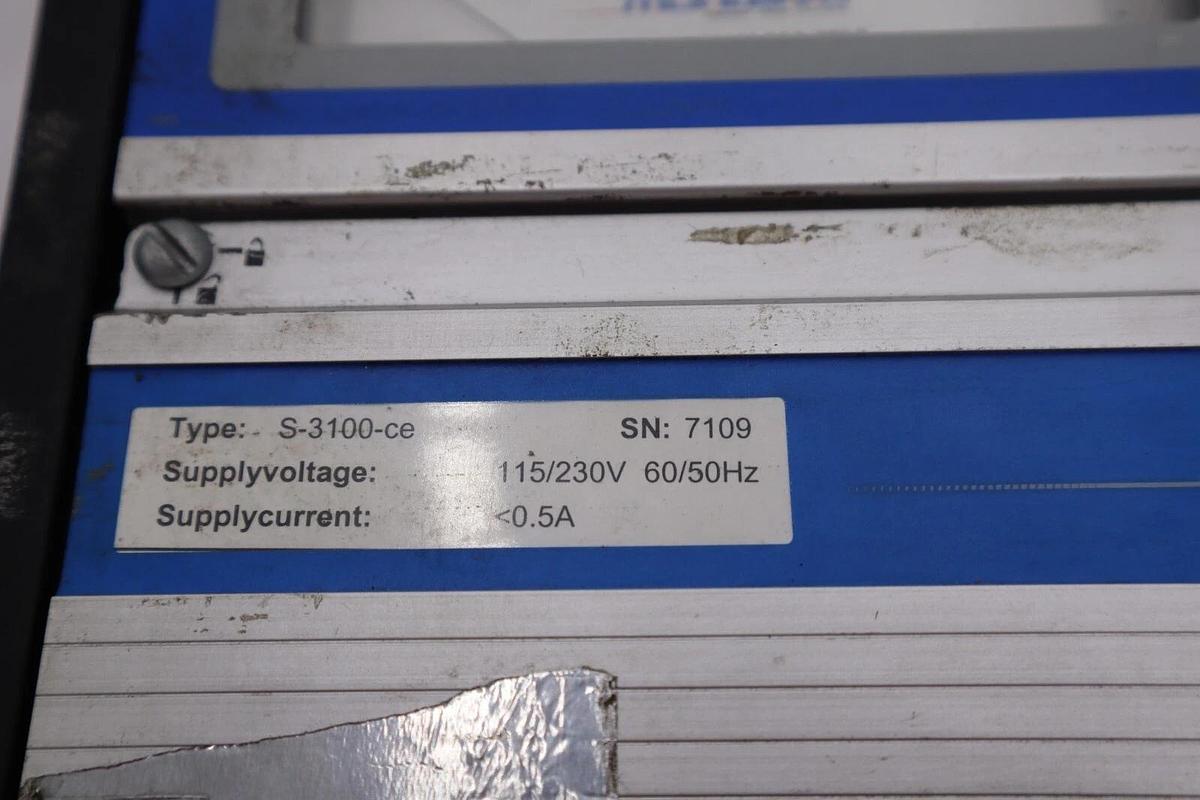 Type: S-3100-ce SN: 7109
Supplyvoltage: 115/230V 60/50Hz
Supplycurrent: <0.5A